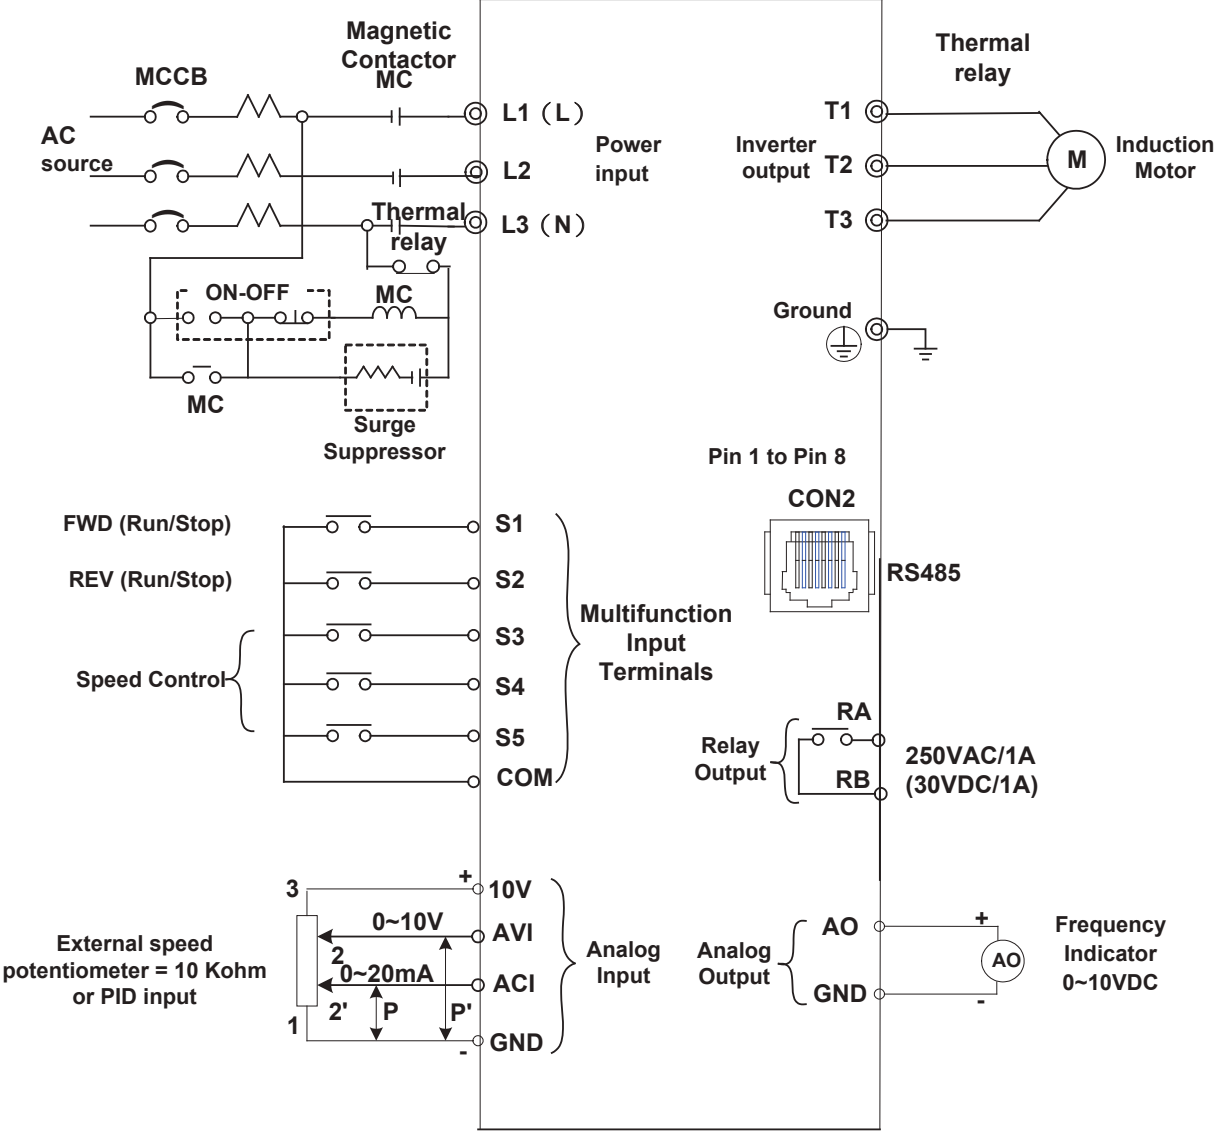 Magnetic
Contactor
MC
MCCB
AC
source
L1（L）
L2
L3（N）
Power
input
Thermal
relay
ON-OFF
MC
MC
Surge
Suppressor
Thermal
relay
T1
Inverter
output
T2
T3
M
Induction
Motor
Ground
Pin 1 to Pin 8
CON2
RS485
FWD (Run/Stop)
S1
REV (Run/Stop)
S2
S3
Speed Control
S4
S5
COM
Multifunction
Input
Terminals
RA
Relay
Output
RB
250VAC/1A
(30VDC/1A)
3
+
10V
0~10V
AVI
2
0~20mA
ACI
2'
P
P'
1
-
GND
External speed
potentiometer = 10 Kohm
or PID input
Analog
Input
Analog
Output
AO
GND
+
AO
-
Frequency
Indicator
0~10VDC